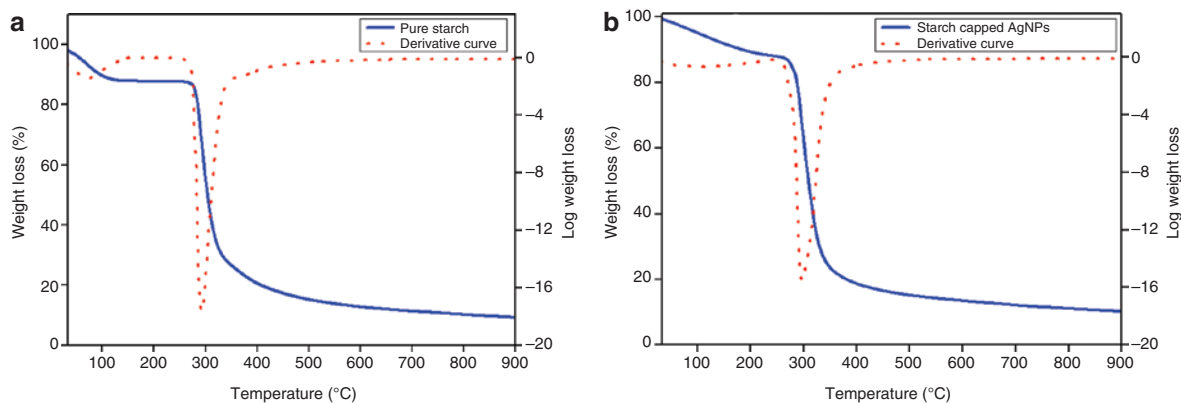 a
Pure starch
Derivative curve
100
80
60
40
20
0
Weight loss (%)
0
−4
−8
−12
−16
−20
Log weight loss
100 200 300 400 500 600 700 800 900
Temperature (°C)
b
Starch capped AgNPs
Derivative curve
100
80
60
40
20
0
Weight loss (%)
0
−4
−8
−12
−16
−20
Log weight loss
100 200 300 400 500 600 700 800 900
Temperature (°C)